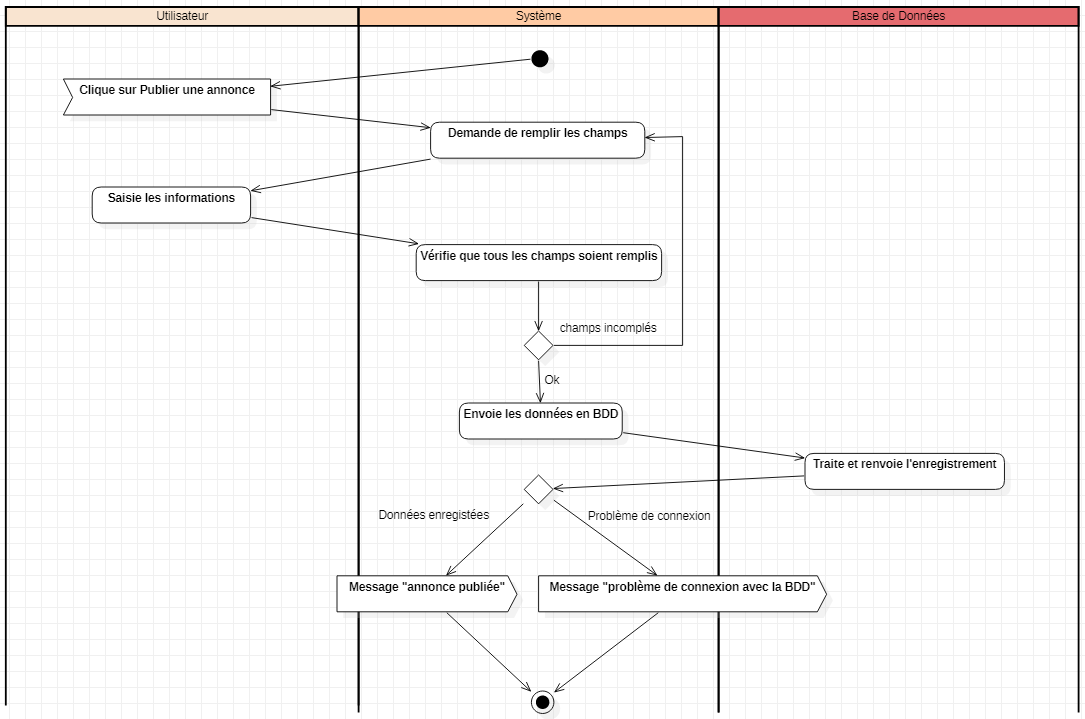 Utilisateur
Système
Base de Données
Clique sur Publier une annonce
Demande de remplir les champs
Saisie les informations
Vérifie que tous les champs soient remplis
champs incomplés
Ok
Envoie les données en BDD
Traite et renvoie l'enregistrement
Données enregistées
Problème de connexion
Message "annonce publiée"
Message "problème de connexion avec la BDD"